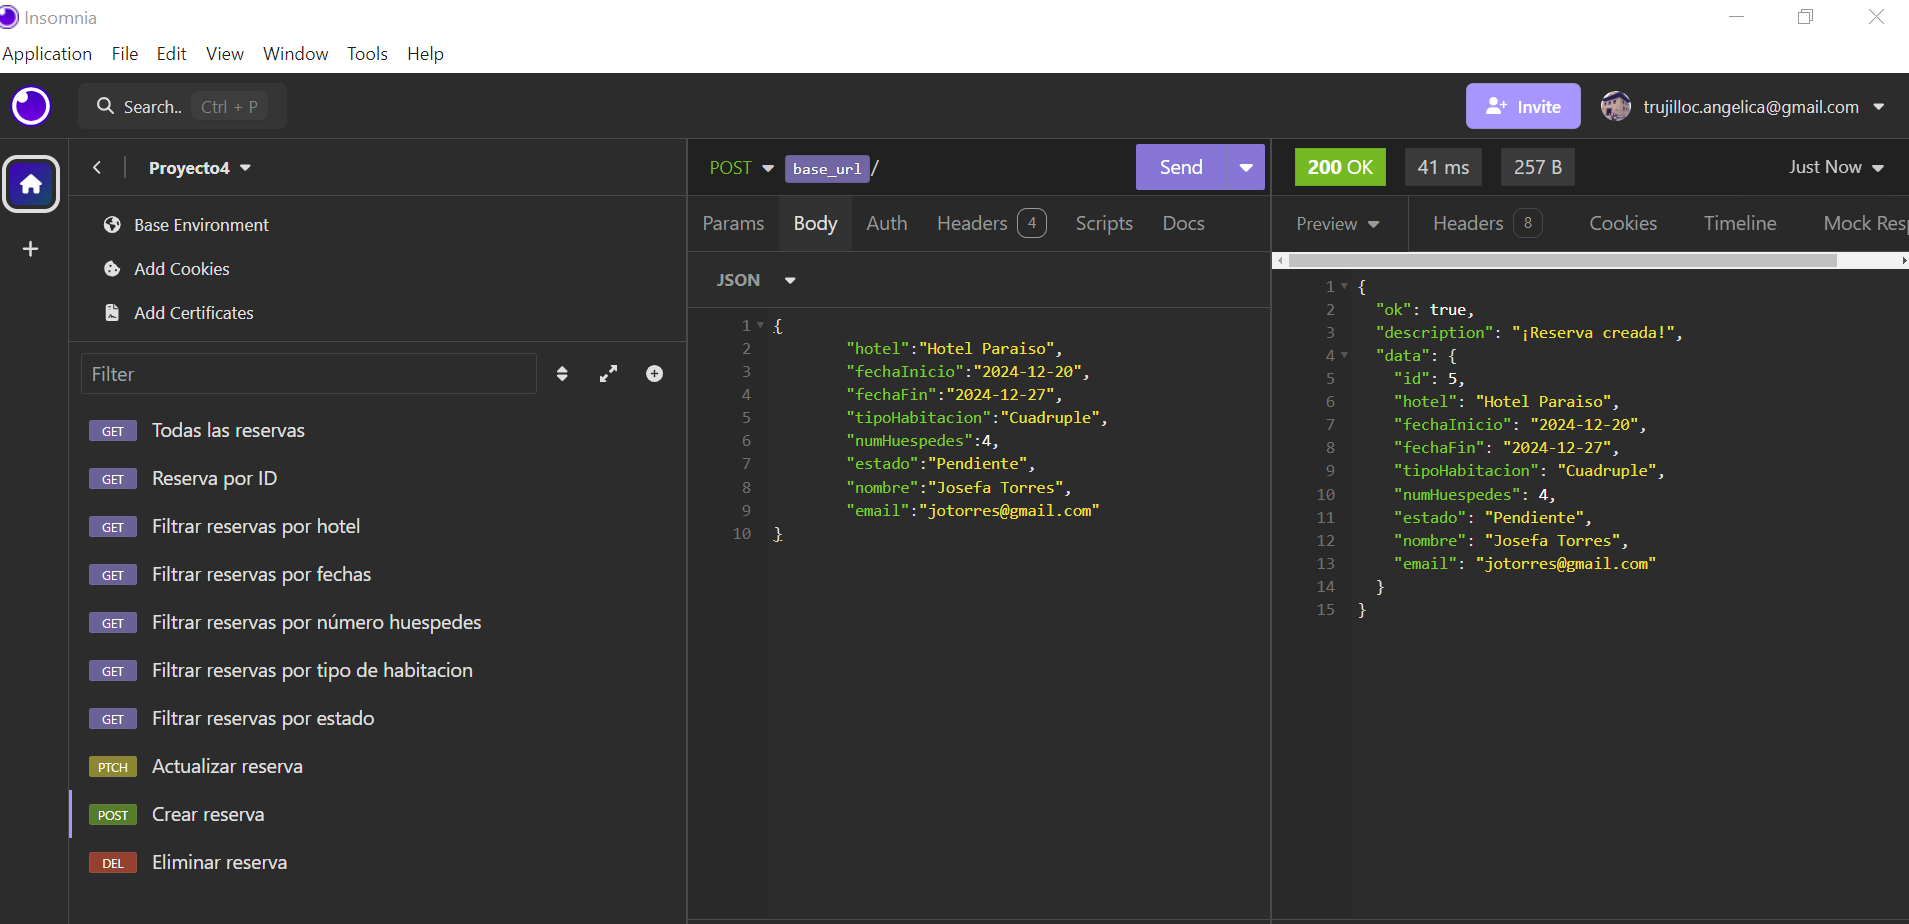 Insomnia
Application File Edit View Window Tools Help
Search.. Ctrl + P
Invite
trujilloc.angelica@gmail.com
Proyecto4
Base Environment
Add Cookies
Add Certificates
Filter
GET Todas las reservas
GET Reserva por ID
GET Filtrar reservas por hotel
GET Filtrar reservas por fechas
GET Filtrar reservas por número huespedes
GET Filtrar reservas por tipo de habitacion
GET Filtrar reservas por estado
PTCH Actualizar reserva
POST Crear reserva
DEL Eliminar reserva
POST base_url/
Send
Params Body Auth Headers 4 Scripts Docs
JSON
1 {
2 "hotel":"Hotel Paraiso",
3 "fechaInicio":"2024-12-20",
4 "fechaFin":"2024-12-27",
5 "tipoHabitacion":"Cuadruple",
6 "numHuespedes":4,
7 "estado":"Pendiente",
8 "nombre":"Josefa Torres",
9 "email":"jotorres@gmail.com"
10 }
200 OK 41 ms 257 B Just Now
Preview Headers 8 Cookies Timeline Mock Res
1 {
2 "ok": true,
3 "description": "¡Reserva creada!",
4 "data": {
5 "id": 5,
6 "hotel": "Hotel Paraiso",
7 "fechaInicio": "2024-12-20",
8 "fechaFin": "2024-12-27",
9 "tipoHabitacion": "Cuadruple",
10 "numHuespedes": 4,
11 "estado": "Pendiente",
12 "nombre": "Josefa Torres",
13 "email": "jotorres@gmail.com"
14 }
15 }